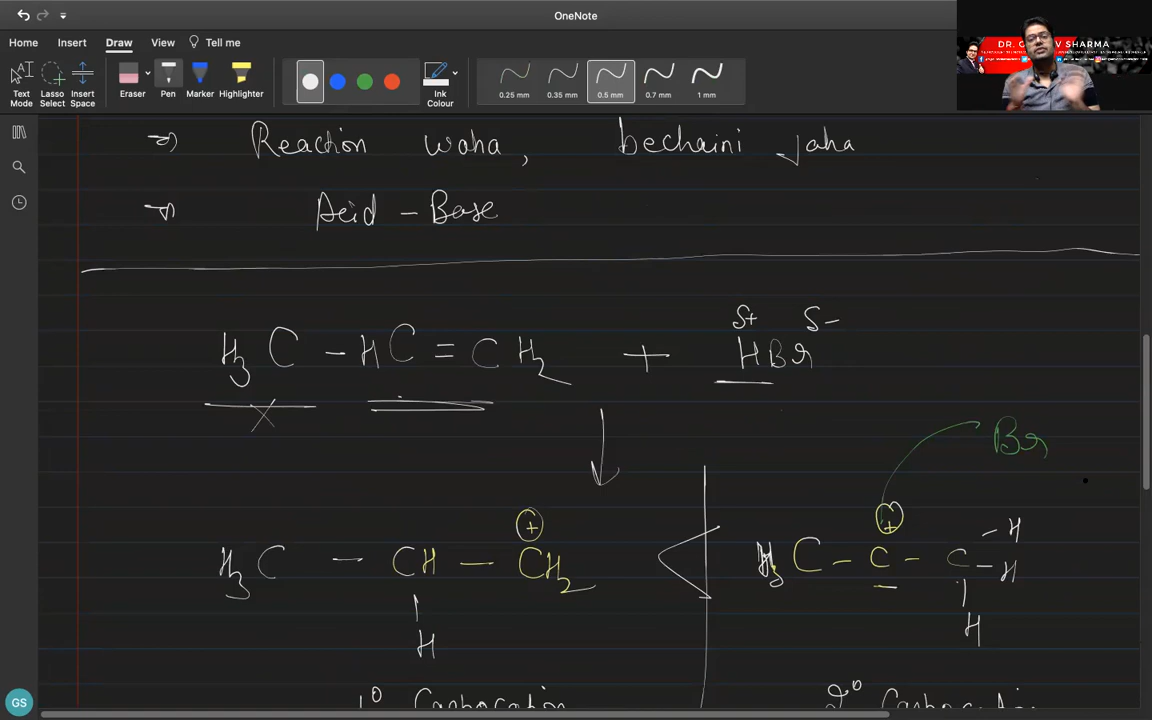 OneNote
Home Insert Draw View Tell me
Text Mode Lasso Select Insert Space Eraser Pen Marker Highlighter Ink Colour 0.25 mm 0.35 mm 0.5 mm 0.7 mm 1 mm
DR. G V SHARMA
⇒ Reaction waha, bechaini jaha
⇒ Acid - Base
δ+ δ-
H3C - HC = CH2 + HBr
Br
+ +
H3C - CH - CH2 < H3C - C - C - H
- H
H H
1° Carbocation 2°
GS